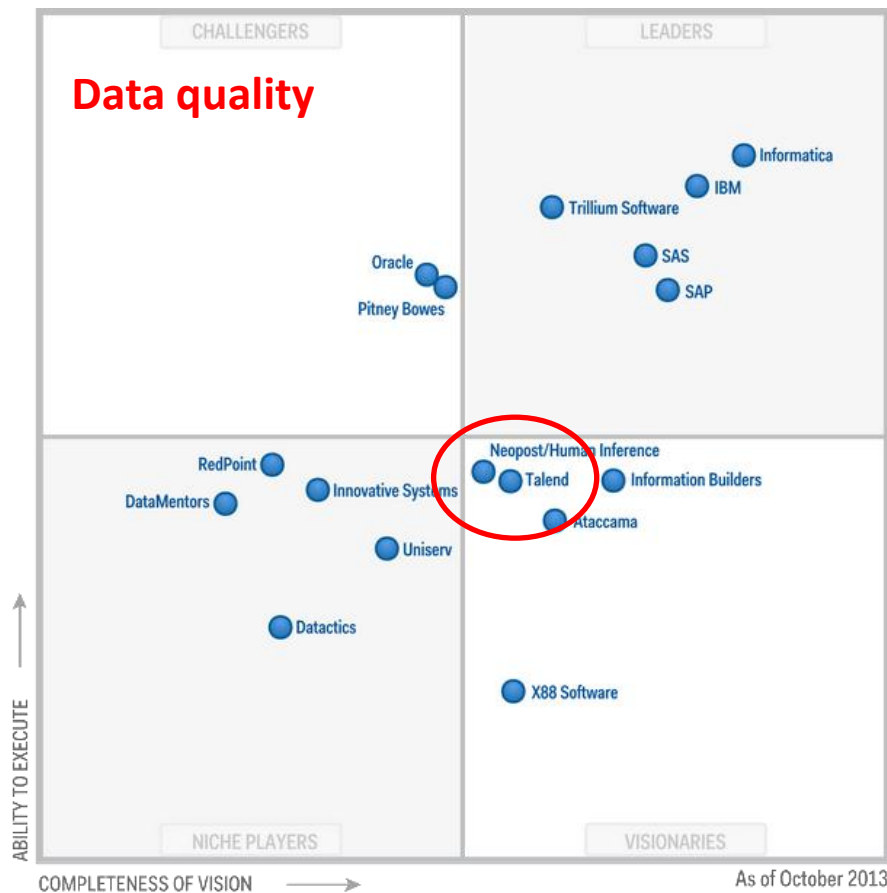 CHALLENGERS
LEADERS
Data quality
Informatica
IBM
Trillium Software
SAS
Oracle
SAP
Pitney Bowes
Neopost/Human Inference
RedPoint
Talend
Information Builders
Innovative Systems
DataMentors
Ataccama
Uniserv
Datactics
X88 Software
ABILITY TO EXECUTE
NICHE PLAYERS
VISIONARIES
COMPLETENESS OF VISION
As of October 2013